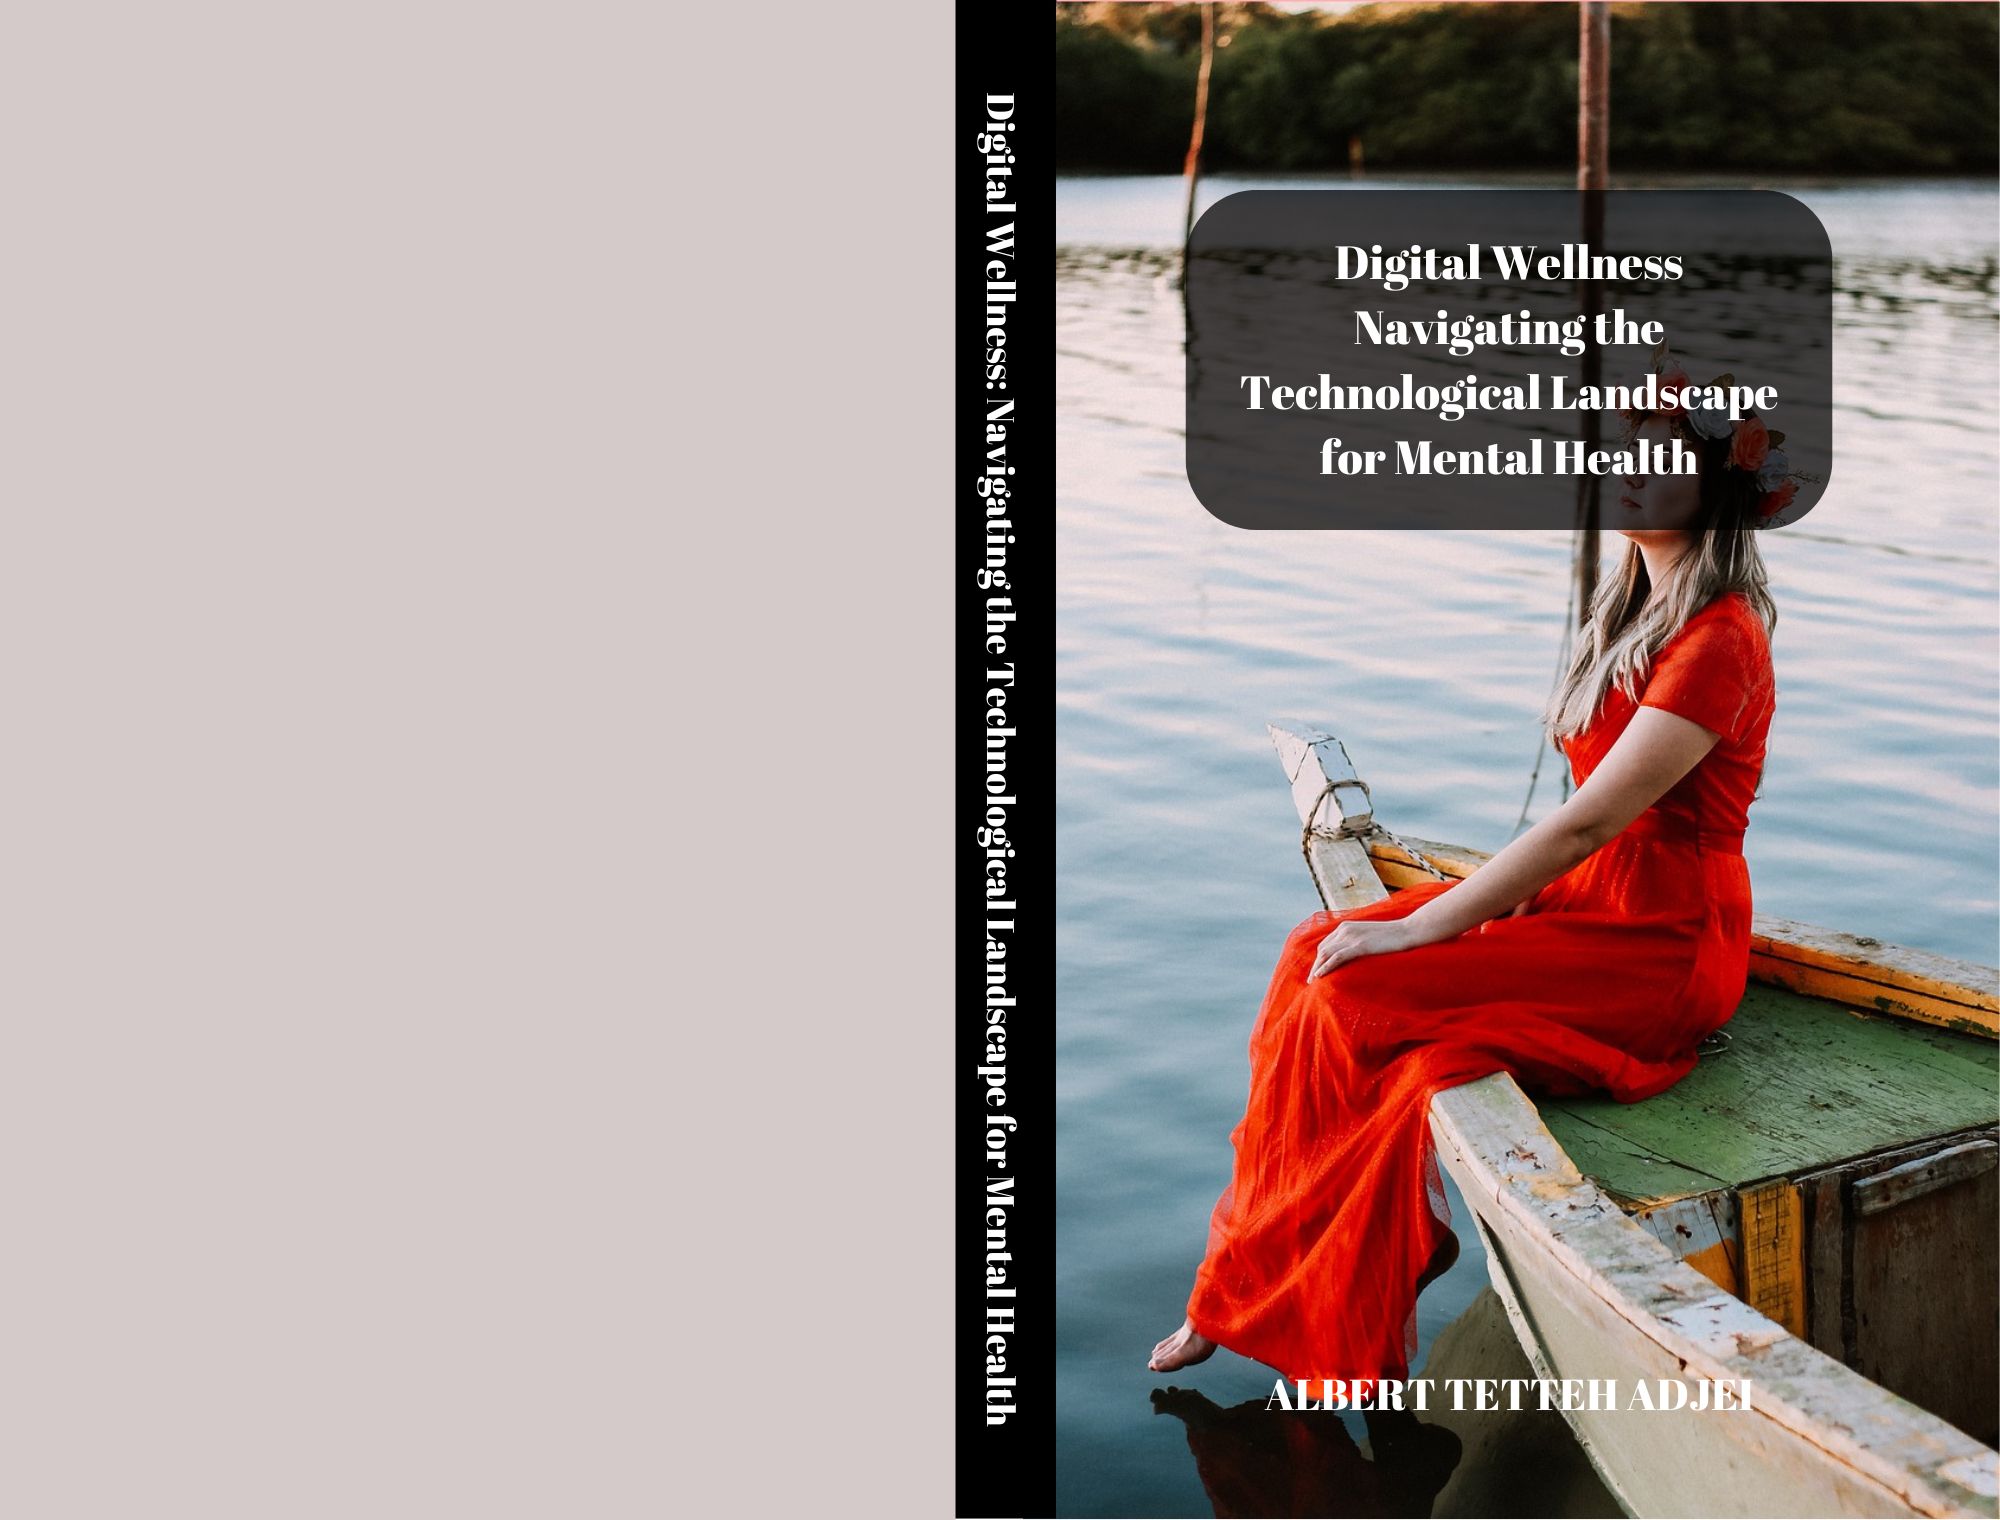 Digital Wellness: Navigating the Technological Landscape for Mental Health
Digital Wellness
Navigating the
Technological Landscape
for Mental Health
ALBERT TETTEH ADJEI